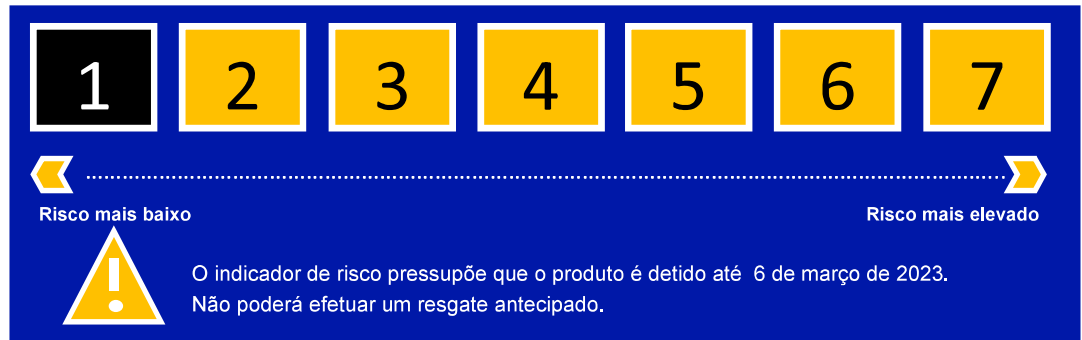 1 2 3 4 5 6 7
Risco mais baixo Risco mais elevado
!
O indicador de risco pressupõe que o produto é detido até 6 de março de 2023.
Não poderá efetuar um resgate antecipado.